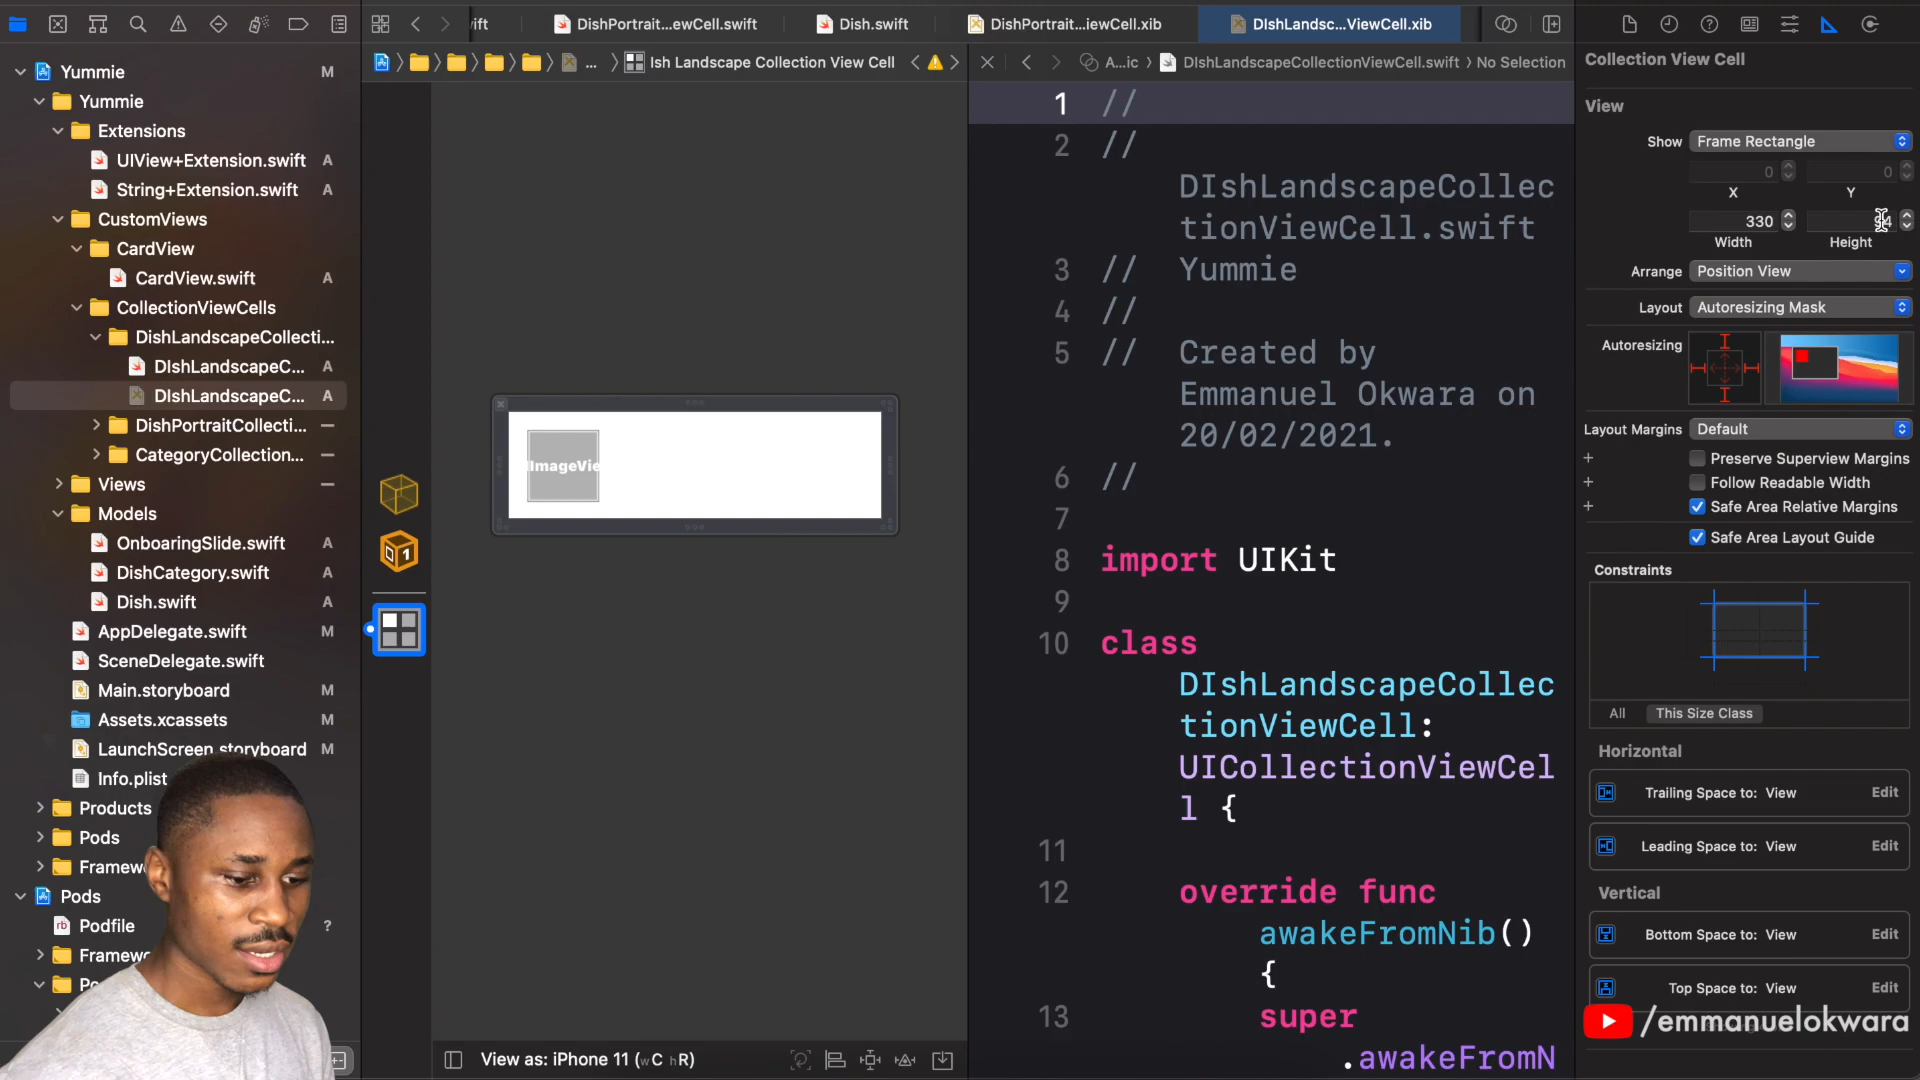 ift
DishPortrait...ewCell.swift
Dish.swift
DishPortrait...iewCell.xib
DIshLandsc...ViewCell.xib
...
Ish Landscape Collection View Cell
A...ic
DIshLandscapeCollectionViewCell.swift
No Selection
Yummie
M
Yummie
Extensions
UIView+Extension.swift
A
String+Extension.swift
A
CustomViews
CardView
CardView.swift
A
CollectionViewCells
DishLandscapeCollecti...
DIshLandscapeC...
A
DIshLandscapeC...
A
DishPortraitCollecti...
CategoryCollection...
Views
Models
OnboaringSlide.swift
A
DishCategory.swift
A
Dish.swift
A
AppDelegate.swift
M
SceneDelegate.swift
Main.storyboard
M
Assets.xcassets
M
LaunchScreen.storyboard
M
Info.plist
Products
Pods
Framew
Pods
Podfile
?
Framew
ImageVie
View as: iPhone 11 (wC hR)
1 //
2 //
DIshLandscapeCollec
tionViewCell.swift
3 // Yummie
4 //
5 // Created by
Emmanuel Okwara on
20/02/2021.
6 //
7
8 import UIKit
9
10 class
DIshLandscapeCollec
tionViewCell:
UICollectionViewCel
l {
11
12 override func
awakeFromNib()
{
13 super
.awakeFromN
Collection View Cell
View
Show
Frame Rectangle
0
0
X
Y
330
Width
Height
Arrange
Position View
Layout
Autoresizing Mask
Autoresizing
Layout Margins
Default
Preserve Superview Margins
Follow Readable Width
Safe Area Relative Margins
Safe Area Layout Guide
Constraints
All
This Size Class
Horizontal
Trailing Space to: View
Edit
Leading Space to: View
Edit
Vertical
Bottom Space to: View
Edit
Top Space to: View
Edit
/emmanuelokwara